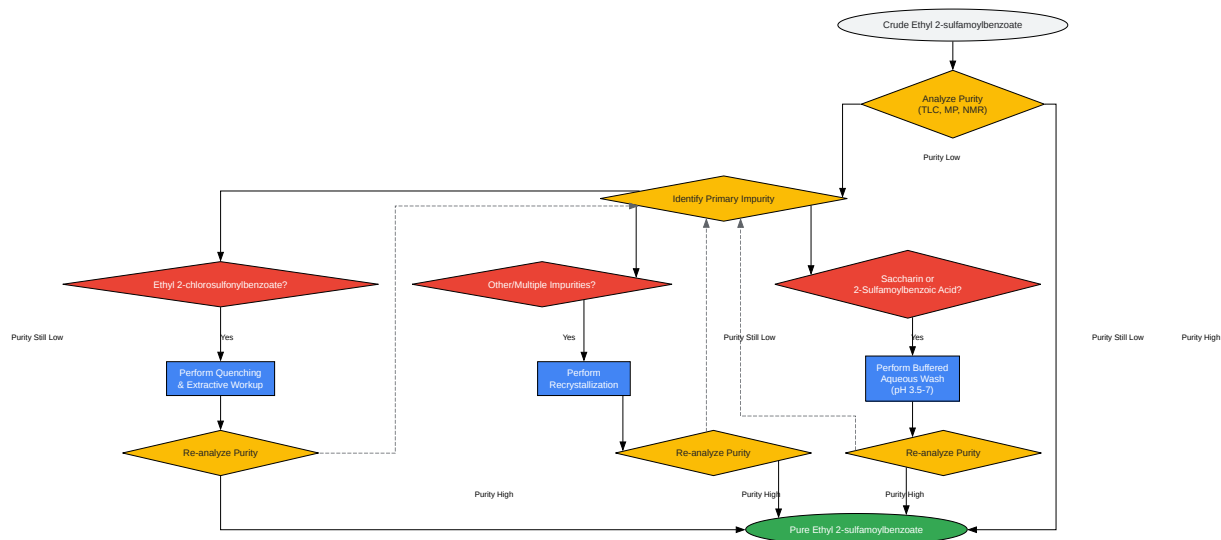 Crude Ethyl 2-sulfamoylbenzoate
Analyze Purity
(TLC, MP, NMR)
Purity Low
Identify Primary Impurity
Ethyl 2-chlorosulfonylbenzoate?
Other/Multiple Impurities?
Saccharin or
2-Sulfamoylbenzoic Acid?
Purity Still Low
Yes
Yes
Purity Still Low
Yes
Purity Still Low
Purity High
Perform Quenching
& Extractive Workup
Perform
Recrystallization
Perform Buffered
Aqueous Wash
(pH 3.5-7)
Re-analyze Purity
Re-analyze Purity
Re-analyze Purity
Purity High
Purity High
Purity High
Pure Ethyl 2-sulfamoylbenzoate